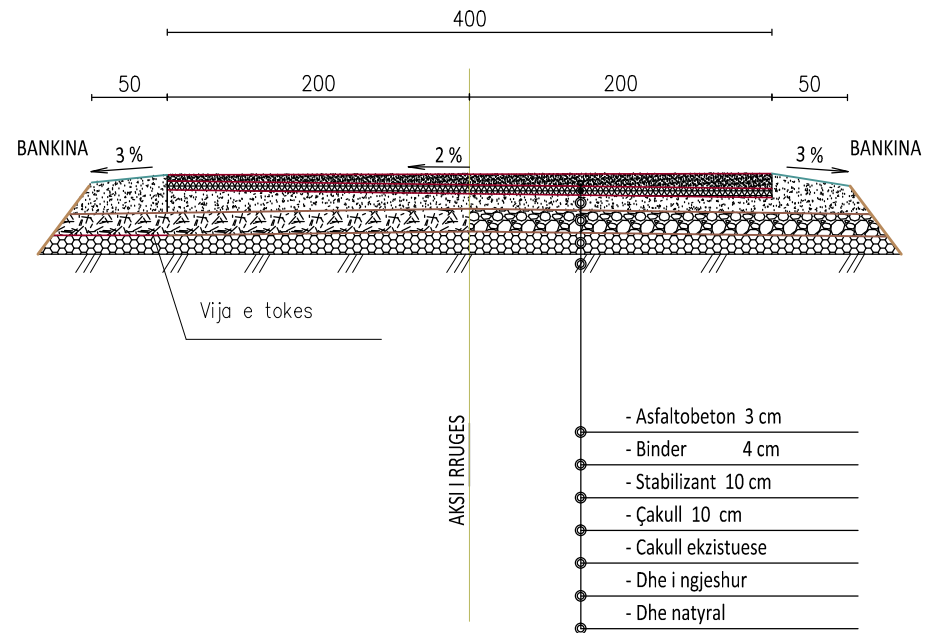 400
50 200 200 50
BANKINA 3 % 2 % 3 % BANKINA
Vija e tokes
AKSI I RRUGES
- Asfaltobeton 3 cm
- Binder 4 cm
- Stabilizant 10 cm
- Çakull 10 cm
- Cakull ekzistuese
- Dhe i ngjeshur
- Dhe natyral